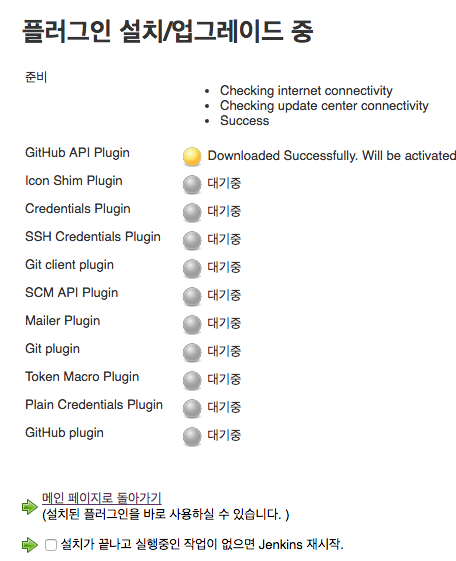 플러그인 설치/업그레이드 중
준비
Checking internet connectivity
Checking update center connectivity
Success
GitHub API Plugin Downloaded Successfully. Will be activated
Icon Shim Plugin 대기중
Credentials Plugin 대기중
SSH Credentials Plugin 대기중
Git client plugin 대기중
SCM API Plugin 대기중
Mailer Plugin 대기중
Git plugin 대기중
Token Macro Plugin 대기중
Plain Credentials Plugin 대기중
GitHub plugin 대기중
메인 페이지로 돌아가기
(설치된 플러그인을 바로 사용하실 수 있습니다. )
설치가 끝나고 실행중인 작업이 없으면 Jenkins 재시작.